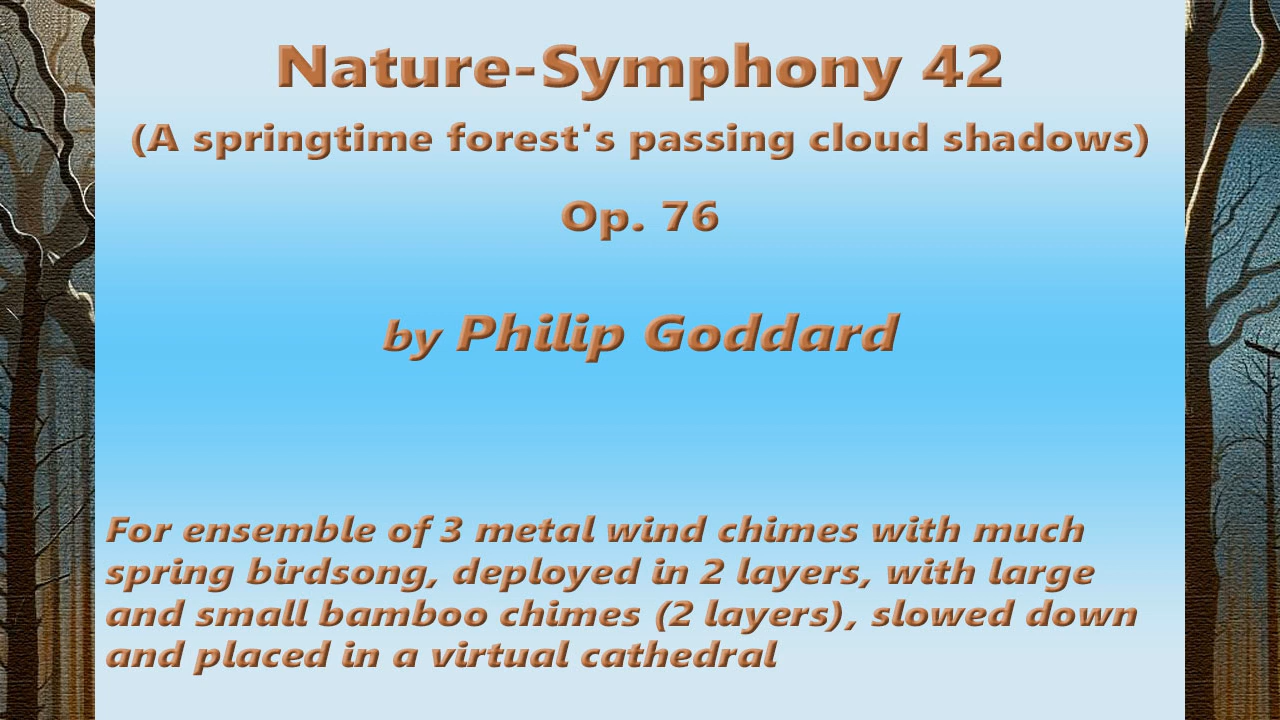 Nature-Symphony 42
(A springtime forest's passing cloud shadows)
Op. 76
by Philip Goddard
For ensemble of 3 metal wind chimes with much
spring birdsong, deployed in 2 layers, with large
and small bamboo chimes (2 layers), slowed down
and placed in a virtual cathedral